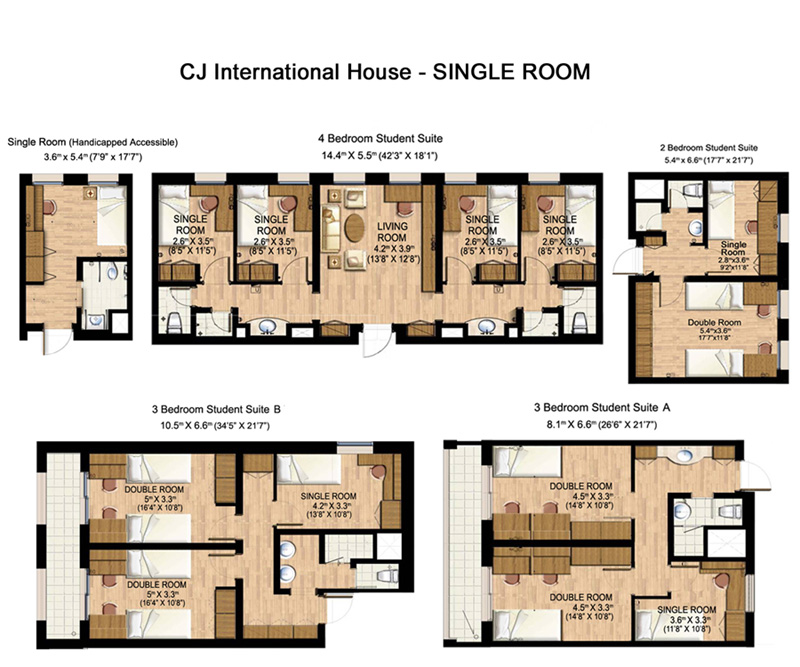 CJ International House - SINGLE ROOM
Single Room (Handicapped Accessible)
3.6m x 5.4m (7'9" x 17'7")
4 Bedroom Student Suite
14.4m X 5.5m (42'3" X 18'1")
2 Bedroom Student Suite
5.4m x 6.6m (17'7" x 21'7")
SINGLE
ROOM
2.6m X 3.5m
(8'5" X 11'5")
SINGLE
ROOM
2.6m X 3.5m
(8'5" X 11'5")
LIVING
ROOM
4.2m X 3.9m
(13'8" X 12'8")
SINGLE
ROOM
2.6m X 3.5m
(8'5" X 11'5")
SINGLE
ROOM
2.6m X 3.5m
(8'5" X 11'5")
Single
Room
2.8mx3.6m
9'2"x11'8"
Double Room
5.4mx3.6m
17'7"x11'8"
3 Bedroom Student Suite B
10.5m X 6.6m (34'5" X 21'7")
DOUBLE ROOM
5m X 3.3m
(16'4" X 10'8")
SINGLE ROOM
4.2m X 3.3m
(13'8" X 10'8")
DOUBLE ROOM
5m X 3.3m
(16'4" X 10'8")
3 Bedroom Student Suite A
8.1m X 6.6m (26'6" X 21'7")
DOUBLE ROOM
4.5m X 3.3m
(14'8" X 10'8")
DOUBLE ROOM
4.5m X 3.3m
(14'8" X 10'8")
SINGLE ROOM
3.6m X 3.3m
(11'8" X 10'8")